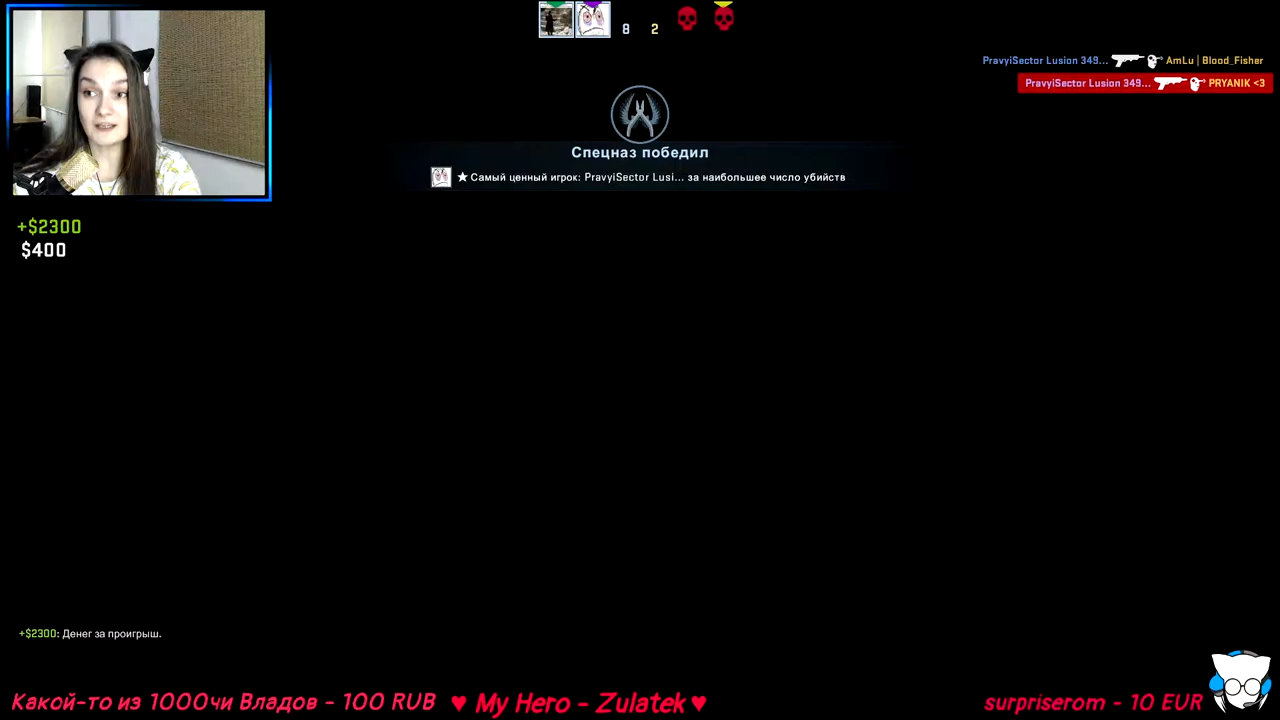 8 2
PravyiSector Lusion 349... AmLu | Blood_Fisher
PravyiSector Lusion 349... PRYANIK <3
Спецназ победил
★ Самый ценный игрок: PravyiSector Lusi... за наибольшее число убийств
+$2300
$400
+$2300: Денег за проигрыш.
Какой-то из 1000чи Владов - 100 RUB ♥ My Hero - Zulatek ♥ surpriserom - 10 EUR